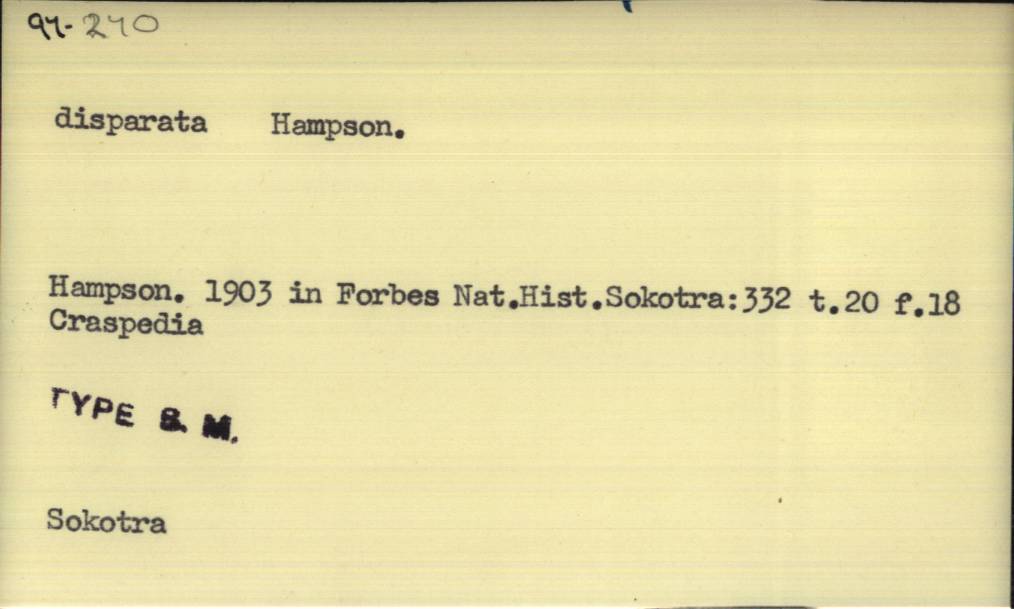 97-270
disparata Hampson.
Hampson. 1903 in Forbes Nat.Hist.Sokotra:332 t.20 f.18
Craspedia
TYPE B. M.
Sokotra